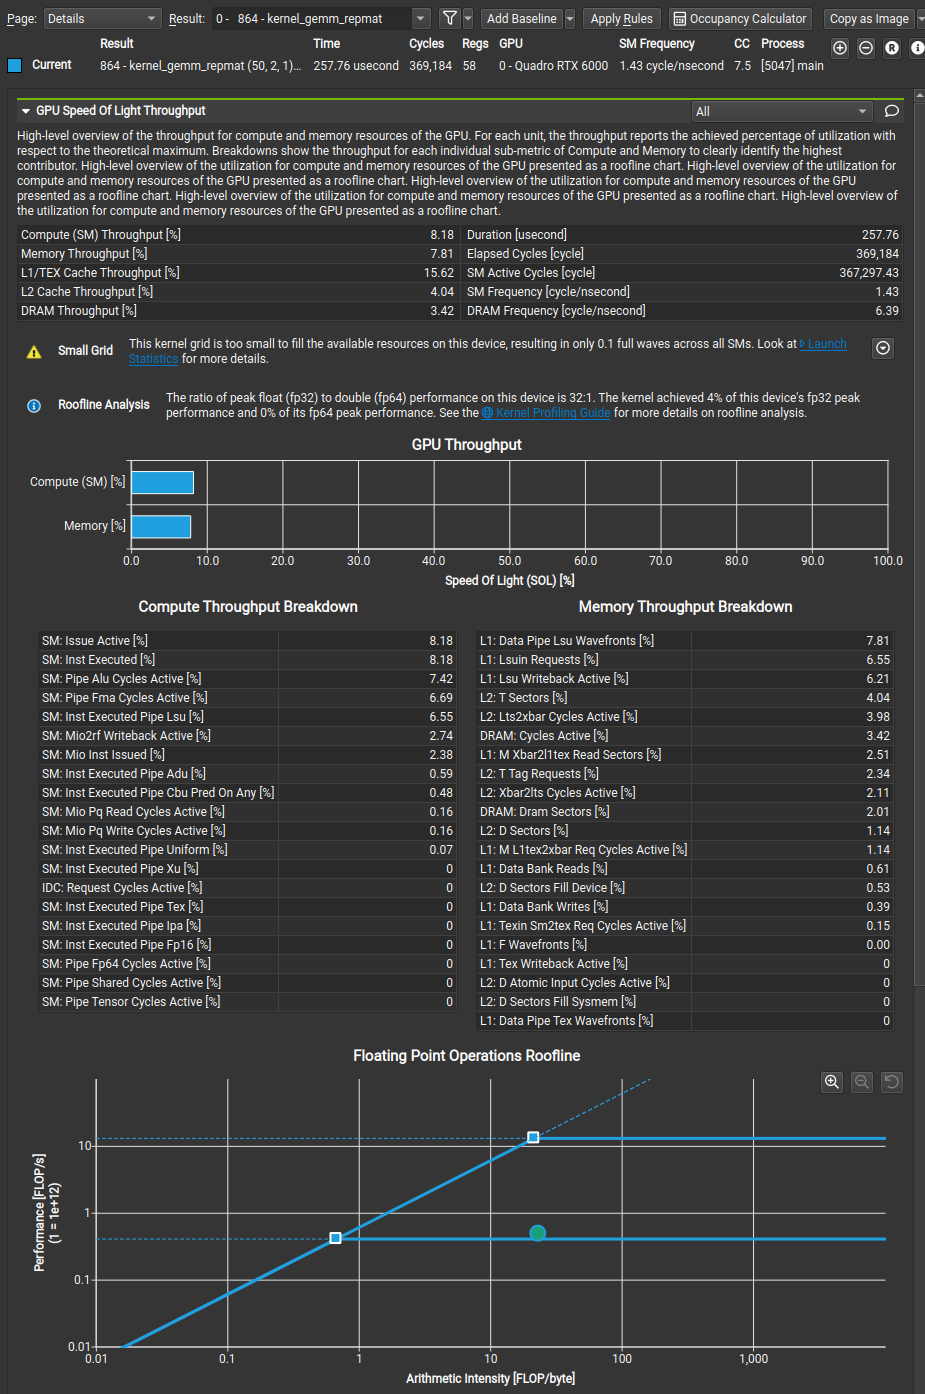 Page: Details Result: 0 - 864 - kernel_gemm_repmat Add Baseline Apply Rules Occupancy Calculator Copy as Image
Result Time Cycles Regs GPU SM Frequency CC Process
Current 864 - kernel_gemm_repmat (50, 2, 1)... 257.76 usecond 369,184 58 0 - Quadro RTX 6000 1.43 cycle/nsecond 7.5 [5047] main
GPU Speed Of Light Throughput All
High-level overview of the throughput for compute and memory resources of the GPU. For each unit, the throughput reports the achieved percentage of utilization with
respect to the theoretical maximum. Breakdowns show the throughput for each individual sub-metric of Compute and Memory to clearly identify the highest
contributor. High-level overview of the utilization for compute and memory resources of the GPU presented as a roofline chart. High-level overview of the utilization for
compute and memory resources of the GPU presented as a roofline chart. High-level overview of the utilization for compute and memory resources of the GPU
presented as a roofline chart. High-level overview of the utilization for compute and memory resources of the GPU presented as a roofline chart. High-level overview of
the utilization for compute and memory resources of the GPU presented as a roofline chart.
Compute (SM) Throughput [%] 8.18 Duration [usecond] 257.76
Memory Throughput [%] 7.81 Elapsed Cycles [cycle] 369,184
L1/TEX Cache Throughput [%] 15.62 SM Active Cycles [cycle] 367,297.43
L2 Cache Throughput [%] 4.04 SM Frequency [cycle/nsecond] 1.43
DRAM Throughput [%] 3.42 DRAM Frequency [cycle/nsecond] 6.39
Small Grid This kernel grid is too small to fill the available resources on this device, resulting in only 0.1 full waves across all SMs. Look at Launch
Statistics for more details.
Roofline Analysis The ratio of peak float (fp32) to double (fp64) performance on this device is 32:1. The kernel achieved 4% of this device's fp32 peak
performance and 0% of its fp64 peak performance. See the Kernel Profiling Guide for more details on roofline analysis.
GPU Throughput
Compute (SM) [%]
Memory [%]
0.0 10.0 20.0 30.0 40.0 50.0 60.0 70.0 80.0 90.0 100.0
Speed Of Light (SOL) [%]
Compute Throughput Breakdown
SM: Issue Active [%] 8.18
SM: Inst Executed [%] 8.18
SM: Pipe Alu Cycles Active [%] 7.42
SM: Pipe Fma Cycles Active [%] 6.69
SM: Inst Executed Pipe Lsu [%] 6.55
SM: Mio2rf Writeback Active [%] 2.74
SM: Mio Inst Issued [%] 2.38
SM: Inst Executed Pipe Adu [%] 0.59
SM: Inst Executed Pipe Cbu Pred On Any [%] 0.48
SM: Mio Pq Read Cycles Active [%] 0.16
SM: Mio Pq Write Cycles Active [%] 0.16
SM: Inst Executed Pipe Uniform [%] 0.07
SM: Inst Executed Pipe Xu [%] 0
IDC: Request Cycles Active [%] 0
SM: Inst Executed Pipe Tex [%] 0
SM: Inst Executed Pipe Ipa [%] 0
SM: Inst Executed Pipe Fp16 [%] 0
SM: Pipe Fp64 Cycles Active [%] 0
SM: Pipe Shared Cycles Active [%] 0
SM: Pipe Tensor Cycles Active [%] 0
Memory Throughput Breakdown
L1: Data Pipe Lsu Wavefronts [%] 7.81
L1: Lsuin Requests [%] 6.55
L1: Lsu Writeback Active [%] 6.21
L2: T Sectors [%] 4.04
L2: Lts2xbar Cycles Active [%] 3.98
DRAM: Cycles Active [%] 3.42
L1: M Xbar2l1tex Read Sectors [%] 2.51
L2: T Tag Requests [%] 2.34
L2: Xbar2lts Cycles Active [%] 2.11
DRAM: Dram Sectors [%] 2.01
L2: D Sectors [%] 1.14
L1: M L1tex2xbar Req Cycles Active [%] 1.14
L1: Data Bank Reads [%] 0.61
L2: D Sectors Fill Device [%] 0.53
L1: Data Bank Writes [%] 0.39
L1: Texin Sm2tex Req Cycles Active [%] 0.15
L1: F Wavefronts [%] 0.00
L1: Tex Writeback Active [%] 0
L2: D Atomic Input Cycles Active [%] 0
L2: D Sectors Fill Sysmem [%] 0
L1: Data Pipe Tex Wavefronts [%] 0
Floating Point Operations Roofline
Performance [FLOP/s]
(1 = 1e+12)
10
1
0.1
0.01
0.01 0.1 1 10 100 1,000
Arithmetic Intensity [FLOP/byte]